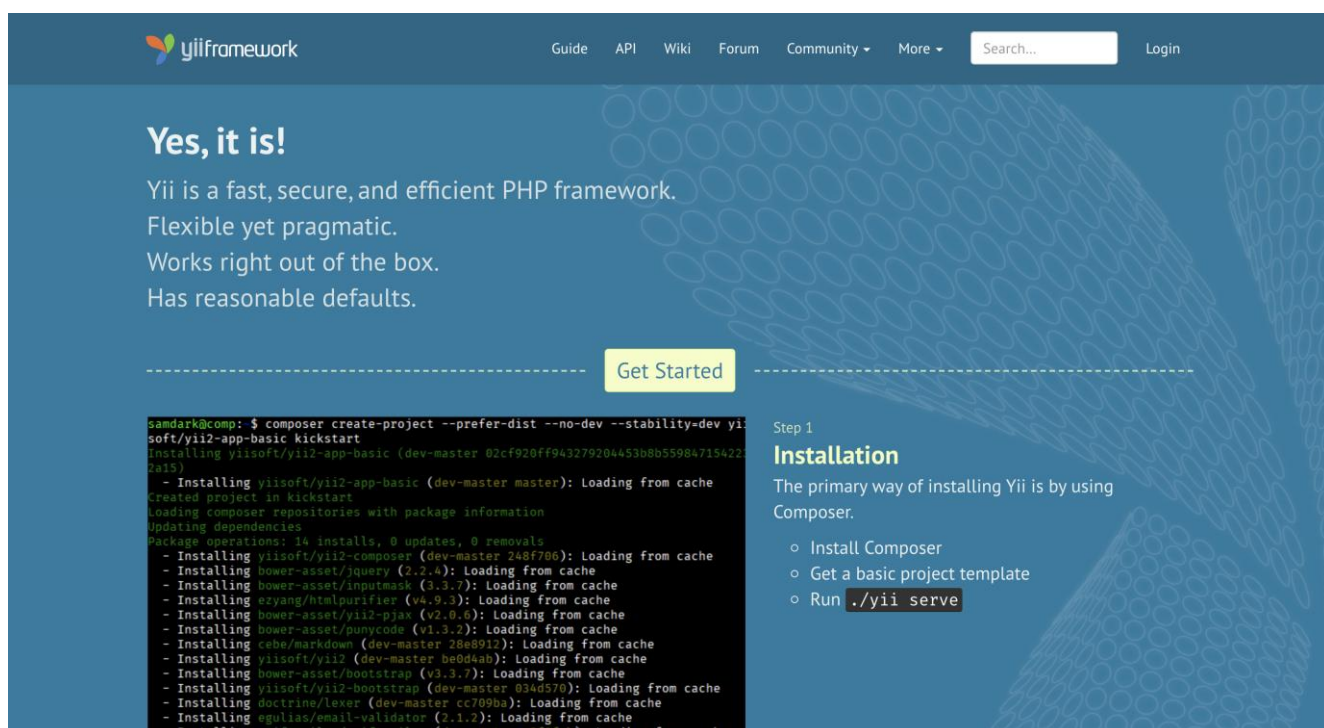 yiiframework
Guide API Wiki Forum Community More Search... Login
Yes, it is!
Yii is a fast, secure, and efficient PHP framework.
Flexible yet pragmatic.
Works right out of the box.
Has reasonable defaults.
Get Started
samdark@comp: $ composer create-project --prefer-dist --no-dev --stability=dev yii
soft/yii2-app-basic kickstart
Installing yiisoft/yii2-app-basic (dev-master
2a15)
- Installing yiisoft/yii2-app-basic (dev-master master): Loading from cache
Created project in kickstart
Loading composer repositories with package information
Updating dependencies
Package operations: 14 installs, 0 updates, 0 removals
- Installing yiisoft/yii2-composer (dev-master 248f706): Loading from cache
- Installing bower-asset/jquery (2.2.4): Loading from cache
- Installing bower-asset/inputmask (3.3.7): Loading from cache
- Installing ezyang/htmlpurifier (v4.9.3): Loading from cache
- Installing bower-asset/yii2-pjax (v2.0.6): Loading from cache
- Installing bower-asset/punycode (v1.3.2): Loading from cache
- Installing cebe/markdown (dev-master 28e8912): Loading from cache
- Installing yiisoft/yii2 (dev-master be0d4ab): Loading from cache
- Installing bower-asset/bootstrap (v3.3.7): Loading from cache
- Installing yiisoft/yii2-bootstrap (dev-master 034d570): Loading from cache
- Installing doctrine/lexer (dev-master cc709ba): Loading from cache
- Installing egulias/email-validator (2.1.2): Loading from cache
Step 1
Installation
The primary way of installing Yii is by using
Composer.
Install Composer
Get a basic project template
Run ./yii serve